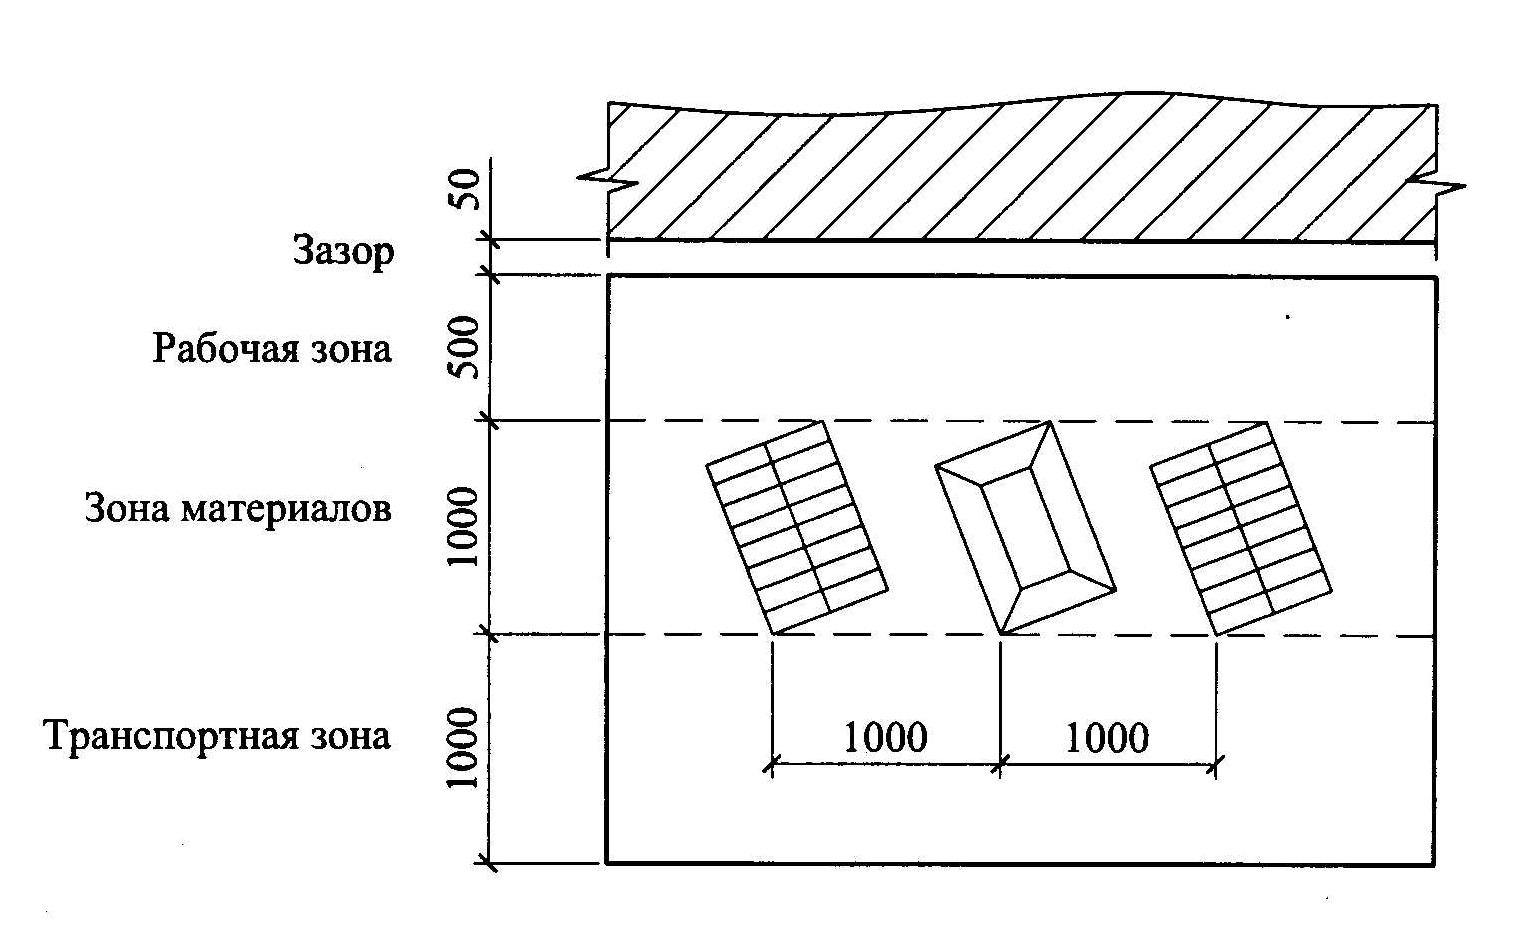 50
Зазор
500
Рабочая зона
1000
Зона материалов
1000
Транспортная зона
1000 1000